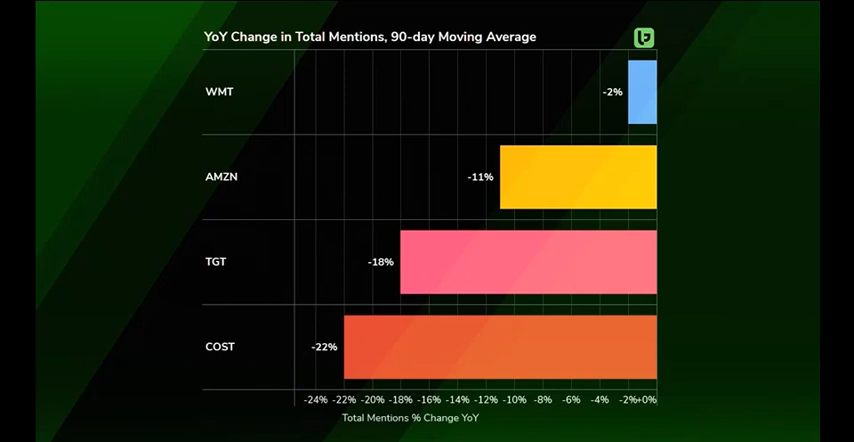 YoY Change in Total Mentions, 90-day Moving Average
WMT
-2%
AMZN
-11%
TGT
-18%
COST
-22%
-24% -22% -20% -18% -16% -14% -12% -10% -8% -6% -4% -2%+0%
Total Mentions % Change YoY